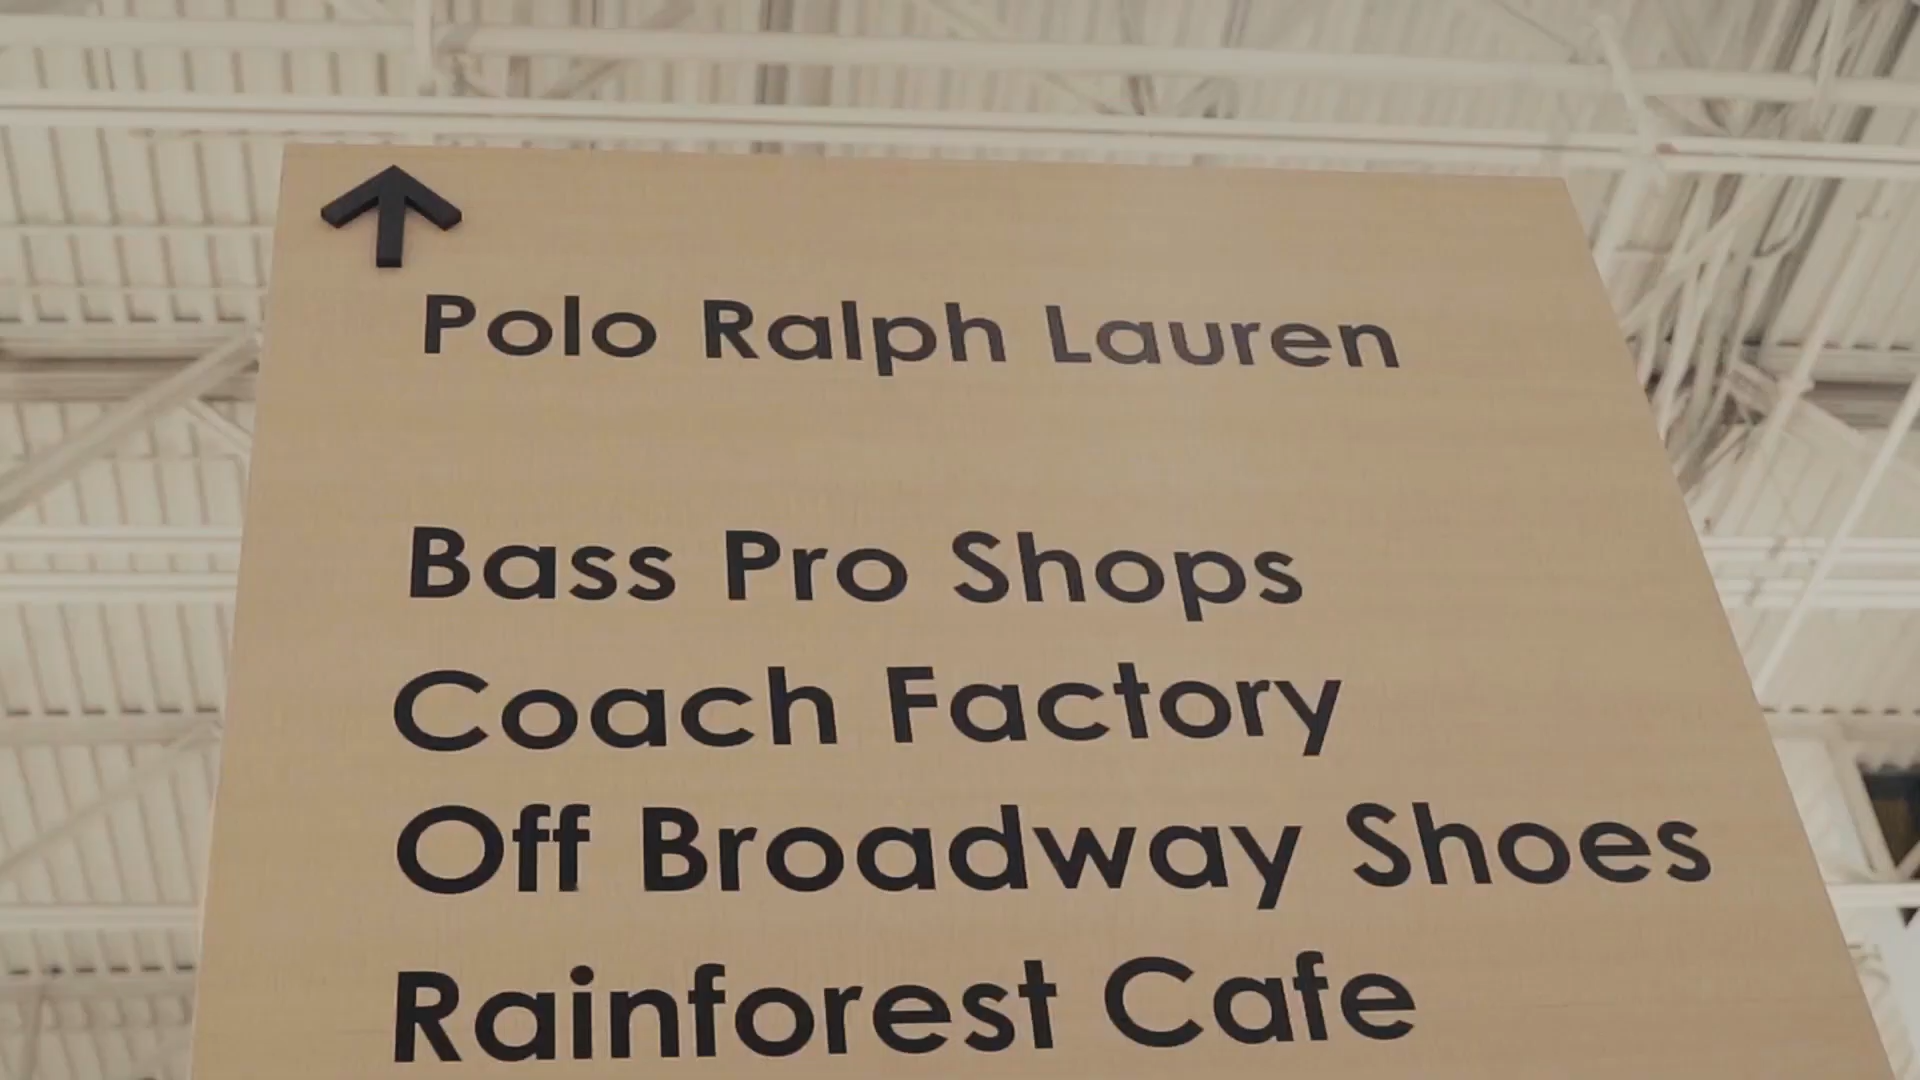 Polo Ralph Lauren
Bass Pro Shops
Coach Factory
Off Broadway Shoes
Rainforest Cafe